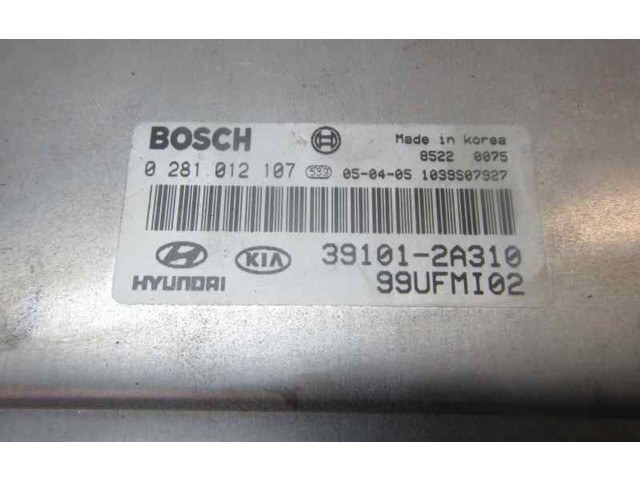 BOSCH
Made in korea
8522 0075
0 281 012 107 539 05-04-05 1039S07927
HYUNDAI KIA 39101-2A310
99UFMI02